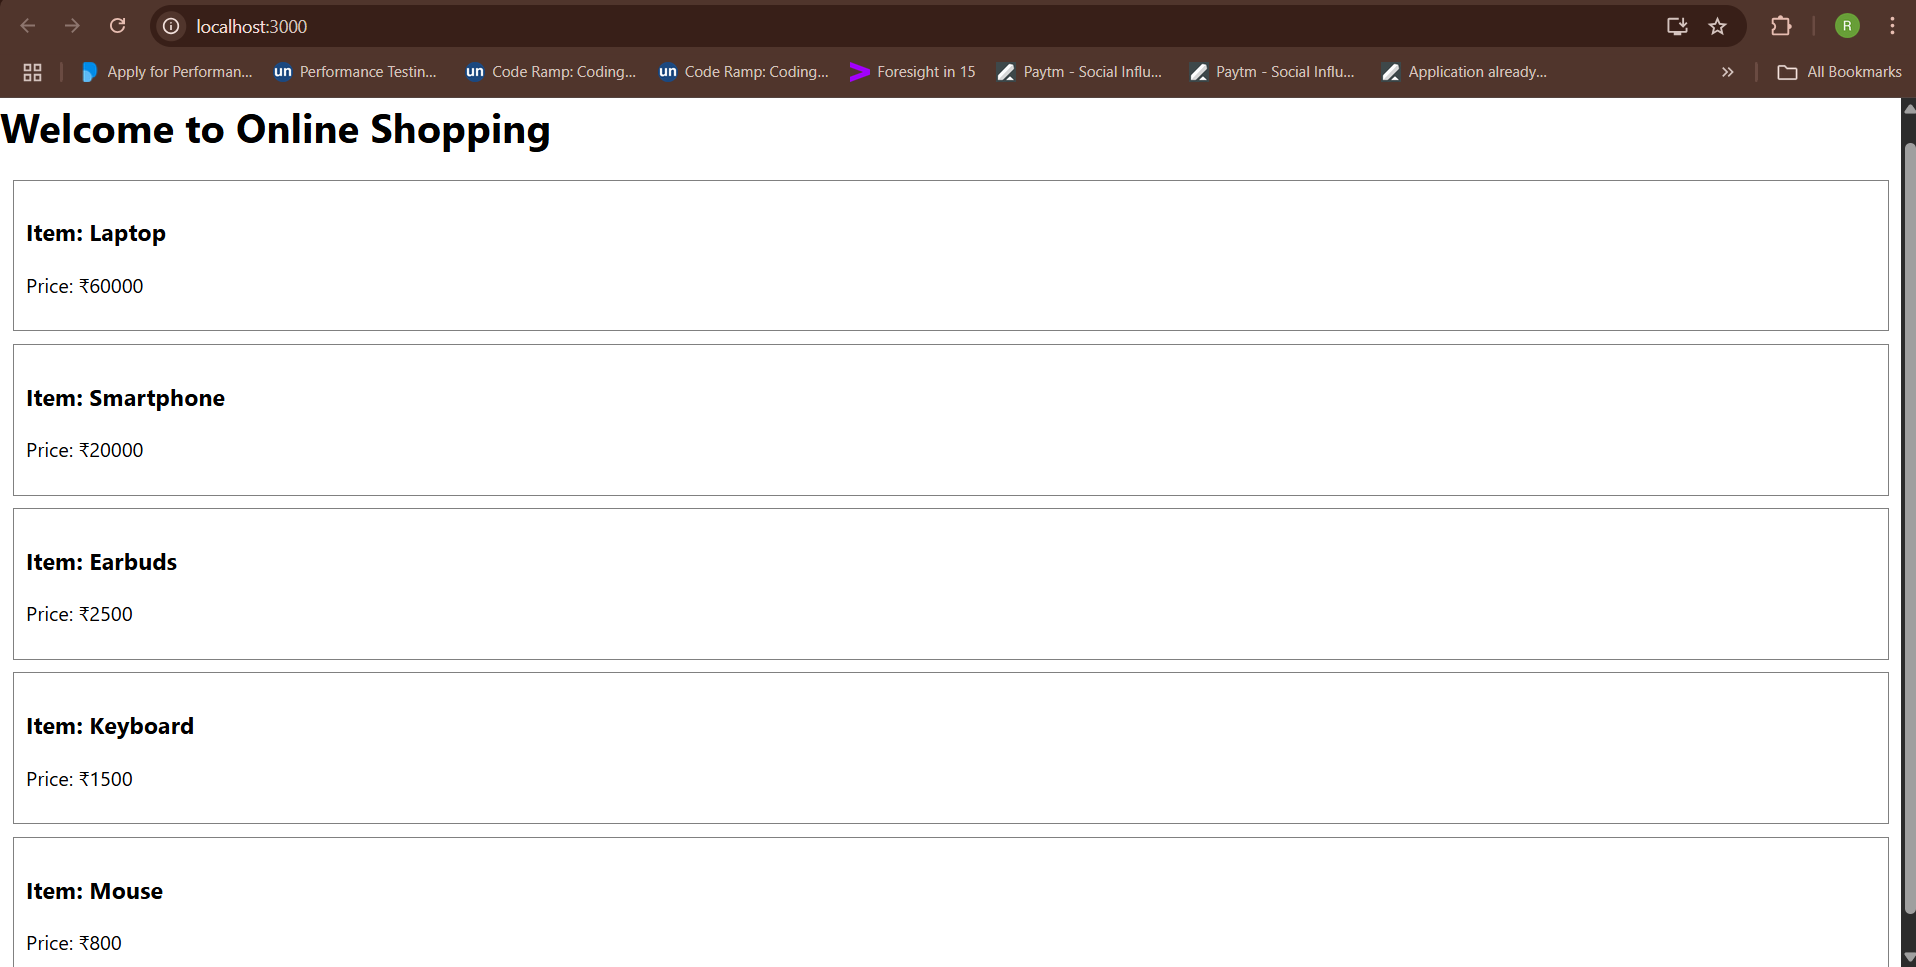 localhost:3000
R
Apply for Performan...
un Performance Testin...
un Code Ramp: Coding...
un Code Ramp: Coding...
Foresight in 15
Paytm - Social Influ...
Paytm - Social Influ...
Application already...
All Bookmarks
Welcome to Online Shopping
Item: Laptop
Price: ₹60000
Item: Smartphone
Price: ₹20000
Item: Earbuds
Price: ₹2500
Item: Keyboard
Price: ₹1500
Item: Mouse
Price: ₹800